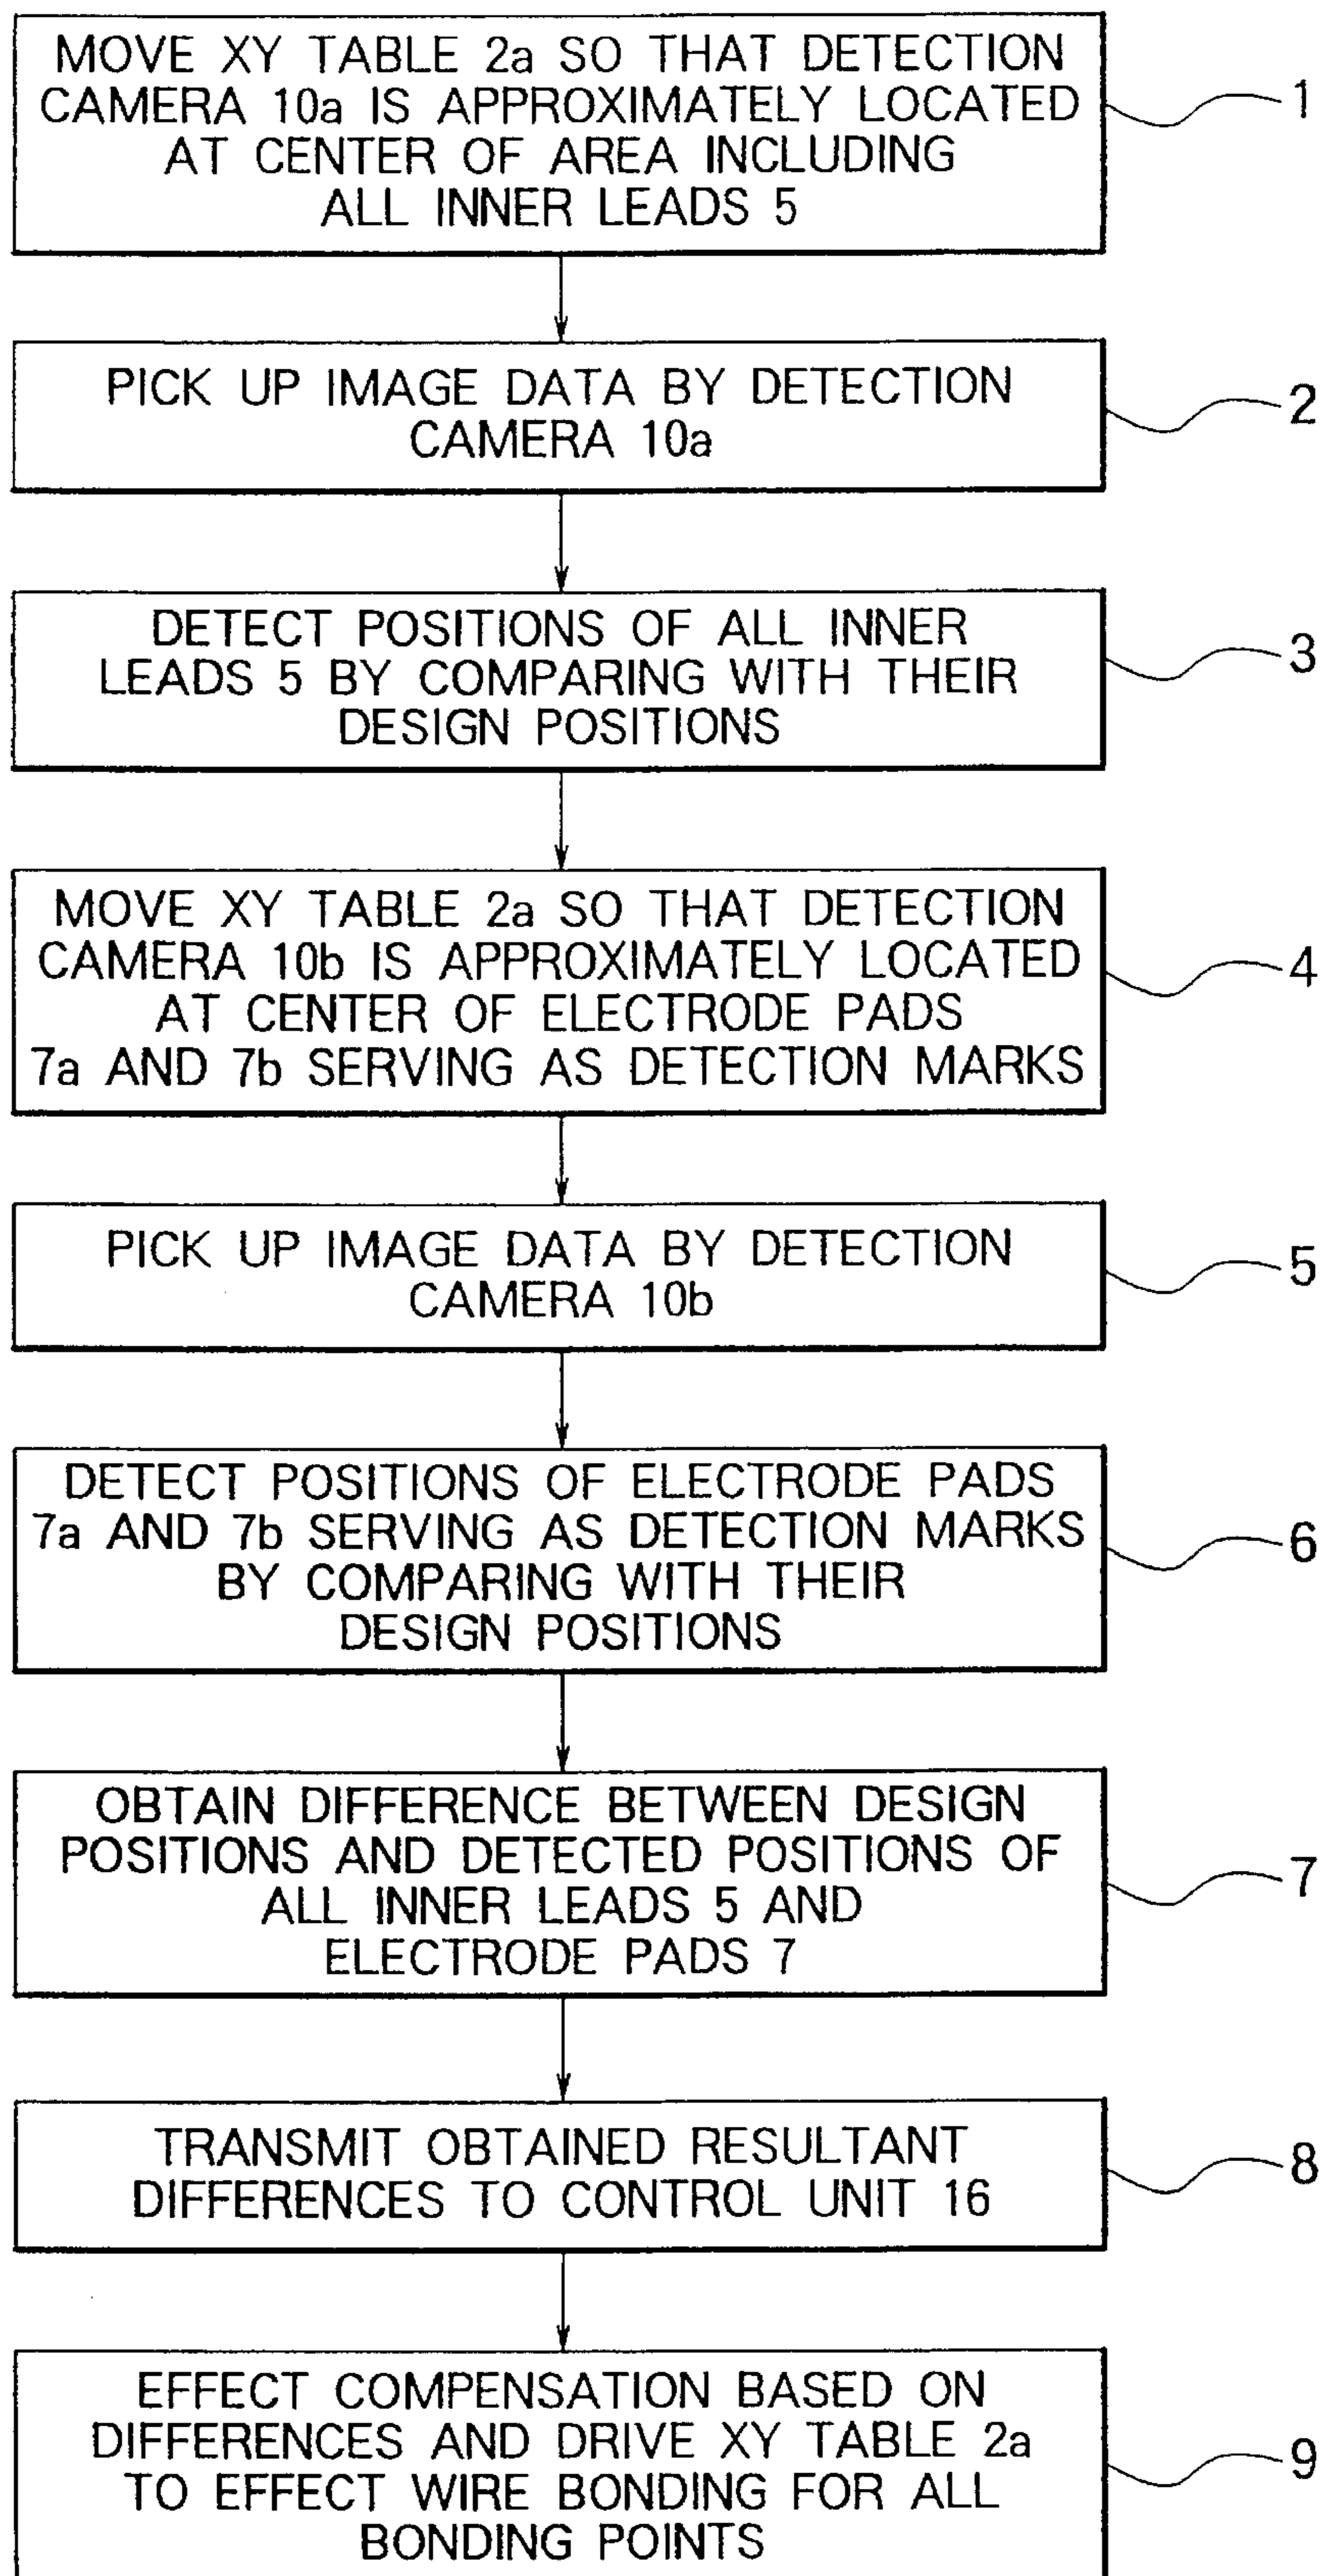 MOVE XY TABLE 2a SO THAT DETECTION
CAMERA 10a IS APPROXIMATELY LOCATED
AT CENTER OF AREA INCLUDING
ALL INNER LEADS 5
1
PICK UP IMAGE DATA BY DETECTION
CAMERA 10a
2
DETECT POSITIONS OF ALL INNER
LEADS 5 BY COMPARING WITH THEIR
DESIGN POSITIONS
3
MOVE XY TABLE 2a SO THAT DETECTION
CAMERA 10b IS APPROXIMATELY LOCATED
AT CENTER OF ELECTRODE PADS
7a AND 7b SERVING AS DETECTION MARKS
4
PICK UP IMAGE DATA BY DETECTION
CAMERA 10b
5
DETECT POSITIONS OF ELECTRODE PADS
7a AND 7b SERVING AS DETECTION MARKS
BY COMPARING WITH THEIR
DESIGN POSITIONS
6
OBTAIN DIFFERENCE BETWEEN DESIGN
POSITIONS AND DETECTED POSITIONS OF
ALL INNER LEADS 5 AND
ELECTRODE PADS 7
7
TRANSMIT OBTAINED RESULTANT
DIFFERENCES TO CONTROL UNIT 16
8
EFFECT COMPENSATION BASED ON
DIFFERENCES AND DRIVE XY TABLE 2a
TO EFFECT WIRE BONDING FOR ALL
BONDING POINTS
9